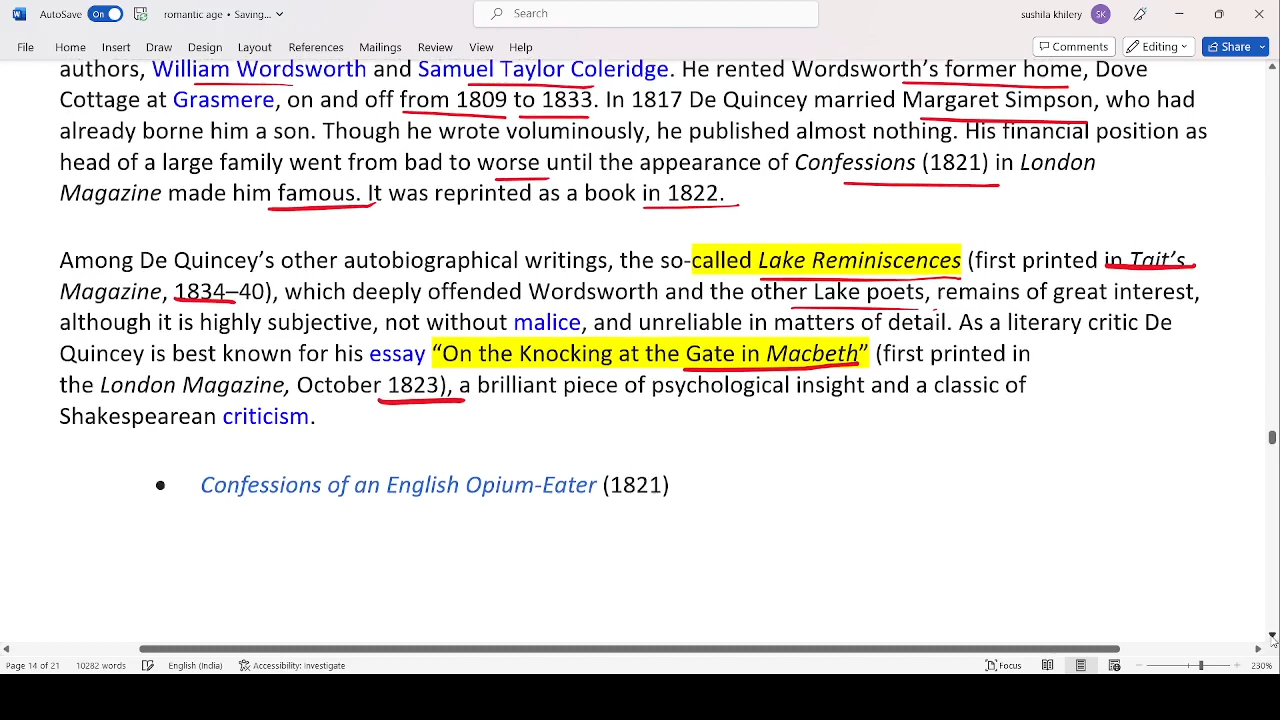 AutoSave On romantic age • Saving... Search sushila khilery SK
File Home Insert Draw Design Layout References Mailings Review View Help Comments Editing Share
authors, William Wordsworth and Samuel Taylor Coleridge. He rented Wordsworth’s former home, Dove
Cottage at Grasmere, on and off from 1809 to 1833. In 1817 De Quincey married Margaret Simpson, who had
already borne him a son. Though he wrote voluminously, he published almost nothing. His financial position as
head of a large family went from bad to worse until the appearance of Confessions (1821) in London
Magazine made him famous. It was reprinted as a book in 1822.
Among De Quincey’s other autobiographical writings, the so-called Lake Reminiscences (first printed in Tait’s
Magazine, 1834–40), which deeply offended Wordsworth and the other Lake poets, remains of great interest,
although it is highly subjective, not without malice, and unreliable in matters of detail. As a literary critic De
Quincey is best known for his essay “On the Knocking at the Gate in Macbeth” (first printed in
the London Magazine, October 1823), a brilliant piece of psychological insight and a classic of
Shakespearean criticism.
• Confessions of an English Opium-Eater (1821)
Page 14 of 21 10282 words English (India) Accessibility: Investigate Focus 230%